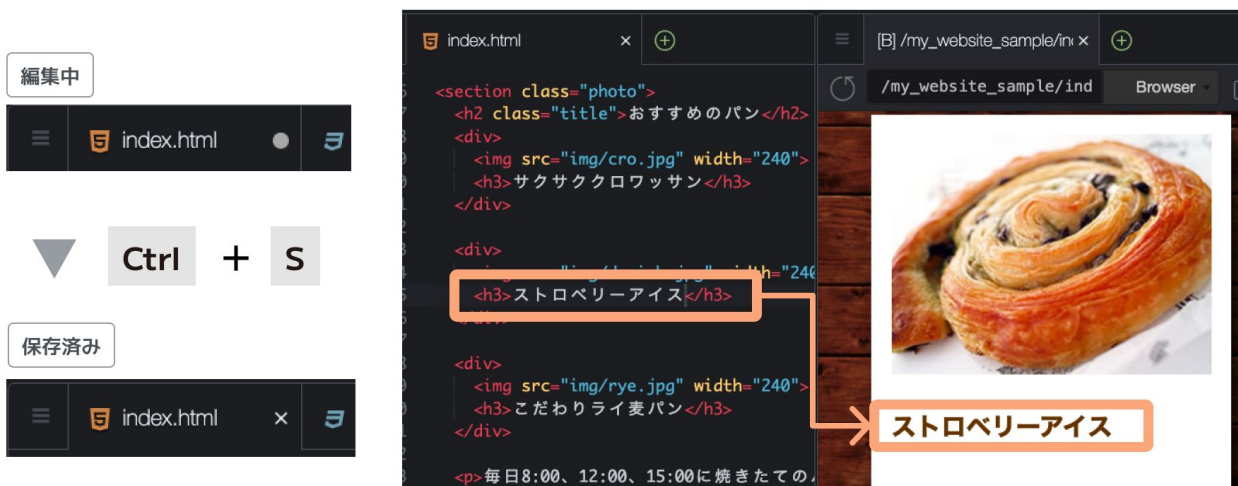 編集中
index.html
Ctrl + S
保存済み
index.html
index.html
<section class="photo">
<h2 class="title">おすすめのパン</h2>
<div>
<img src="img/cro.jpg" width="240">
<h3>サクサククロワッサン</h3>
</div>
<div>
<h3>ストロベリーアイス</h3>
</div>
<div>
<img src="img/rye.jpg" width="240">
<h3>こだわりライ麦パン</h3>
</div>
<p>毎日8:00、12:00、15:00に焼きたての
[B] /my_website_sample/in
/my_website_sample/ind
Browser
ストロベリーアイス